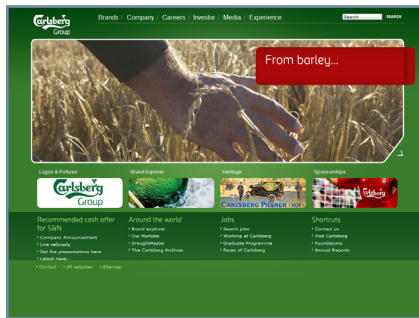 Carlsberg
Group
Brands / Company / Careers / Investor / Media / Experience
Search
SEARCH
From barley...
Logos & Pictures
Brand Explorer
Heritage
Sponsorships
Carlsberg
Group
CARLSBERG PILSNER HOF
Carlsberg
Recommended cash offer
for S&N
Company Announcement
Live webcasts
Get the presentations here
Latest news...
Around the world
Brand explorer
Our Markets
DraughtMaster
The Carlsberg Archives
Jobs
Search jobs
Working at Carlsberg
Graduate Programme
Faces of Carlsberg
Shortcuts
Contact us
Visit Carlsberg
Foundations
Annual Reports
Contact
All websites
Sitemap